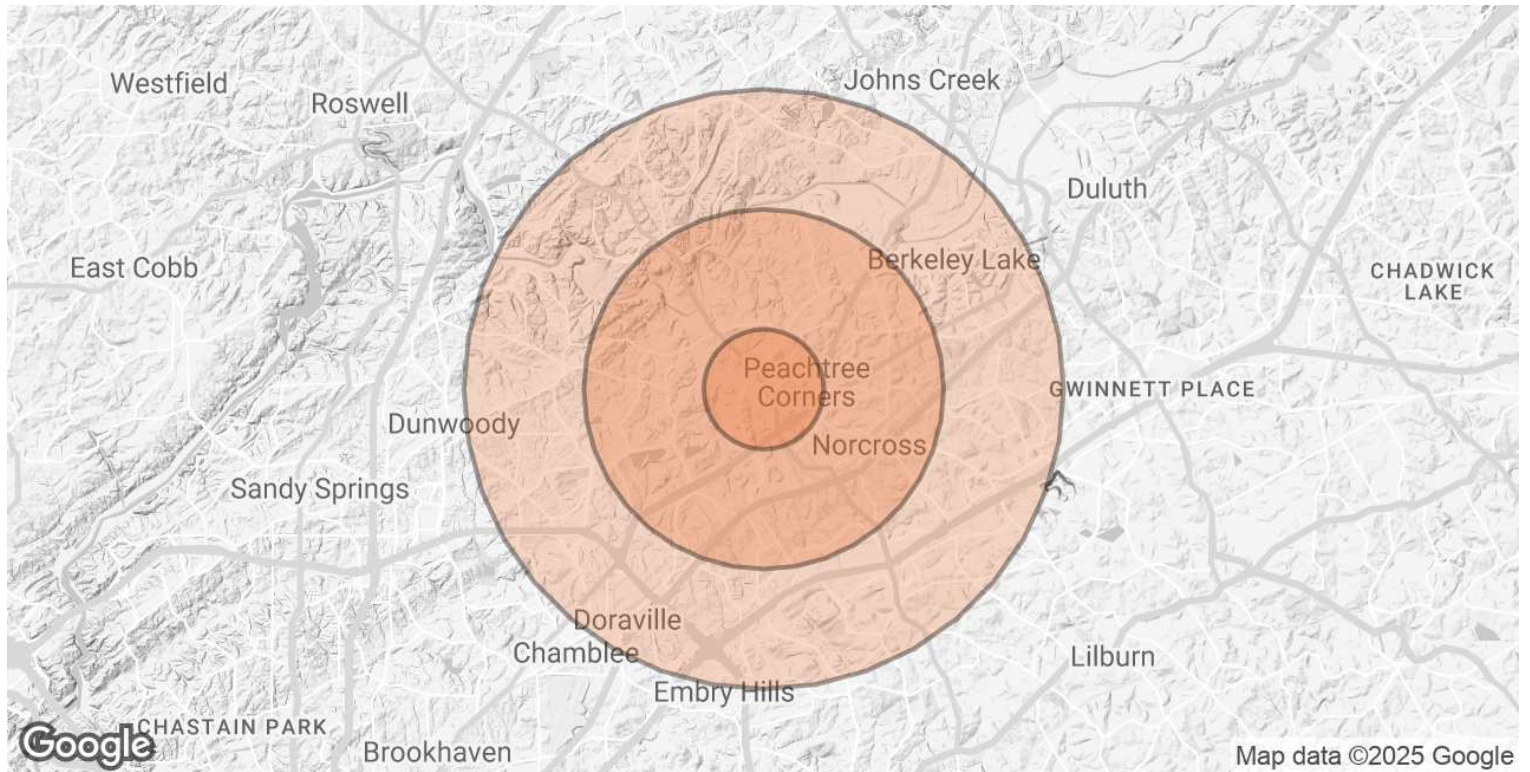 Westfield
Roswell
Johns Creek
Duluth
East Cobb
Berkeley Lake
CHADWICK
LAKE
Peachtree
Corners
GWINNETT PLACE
Dunwoody
Norcross
Sandy Springs
Doraville
Chamblee
Lilburn
Embry Hills
CHASTAIN PARK
Google
Brookhaven
Map data ©2025 Google